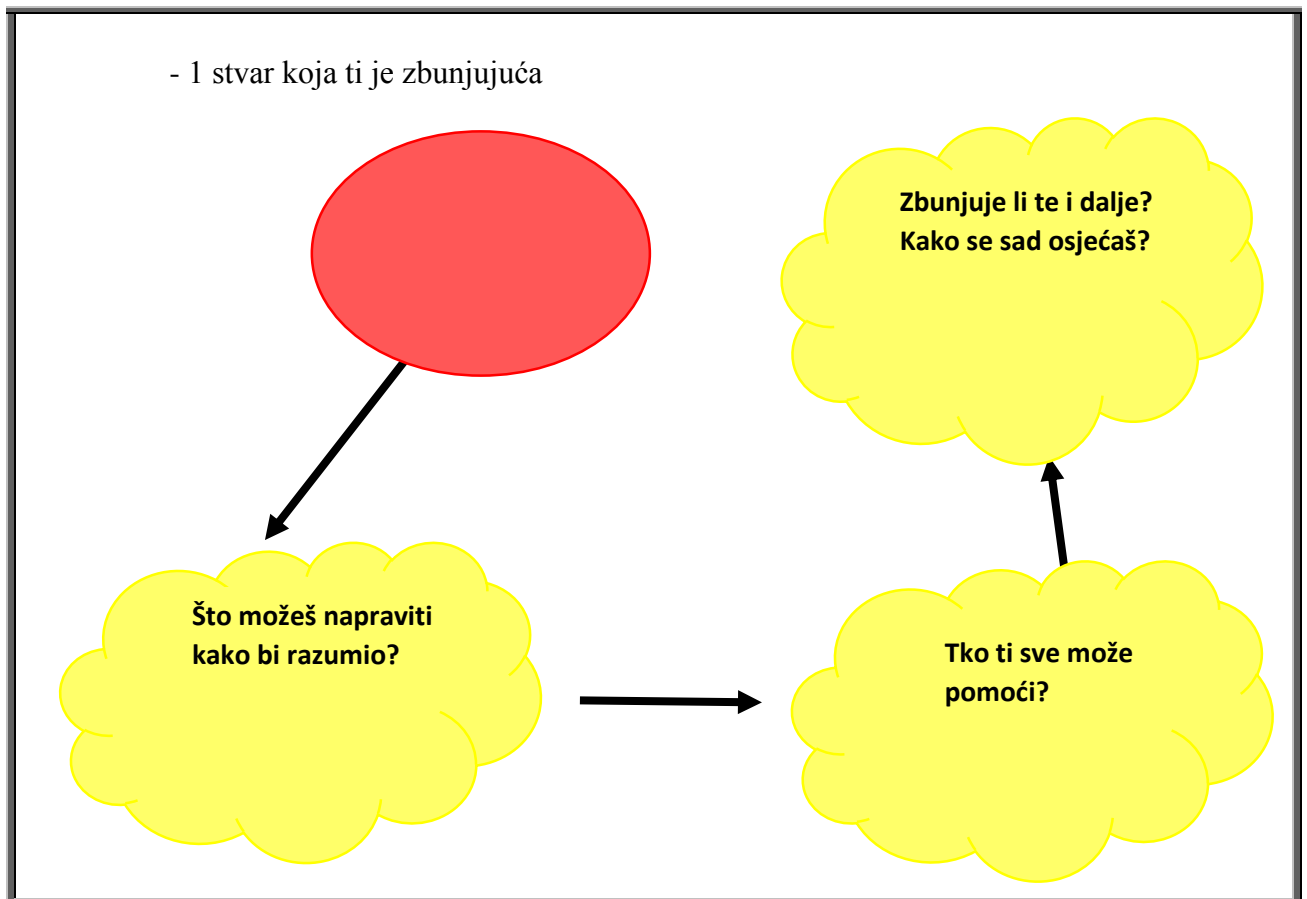 - 1 stvar koja ti je zbunjujuća
Što možeš napraviti
kako bi razumio?
Tko ti sve može
pomoći?
Zbunjuje li te i dalje?
Kako se sad osjećaš?